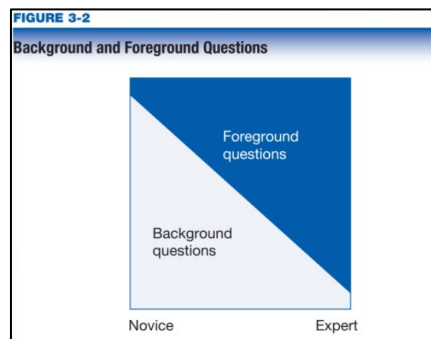 FIGURE 3-2
Background and Foreground Questions
Foreground
questions
Background
questions
Novice
Expert